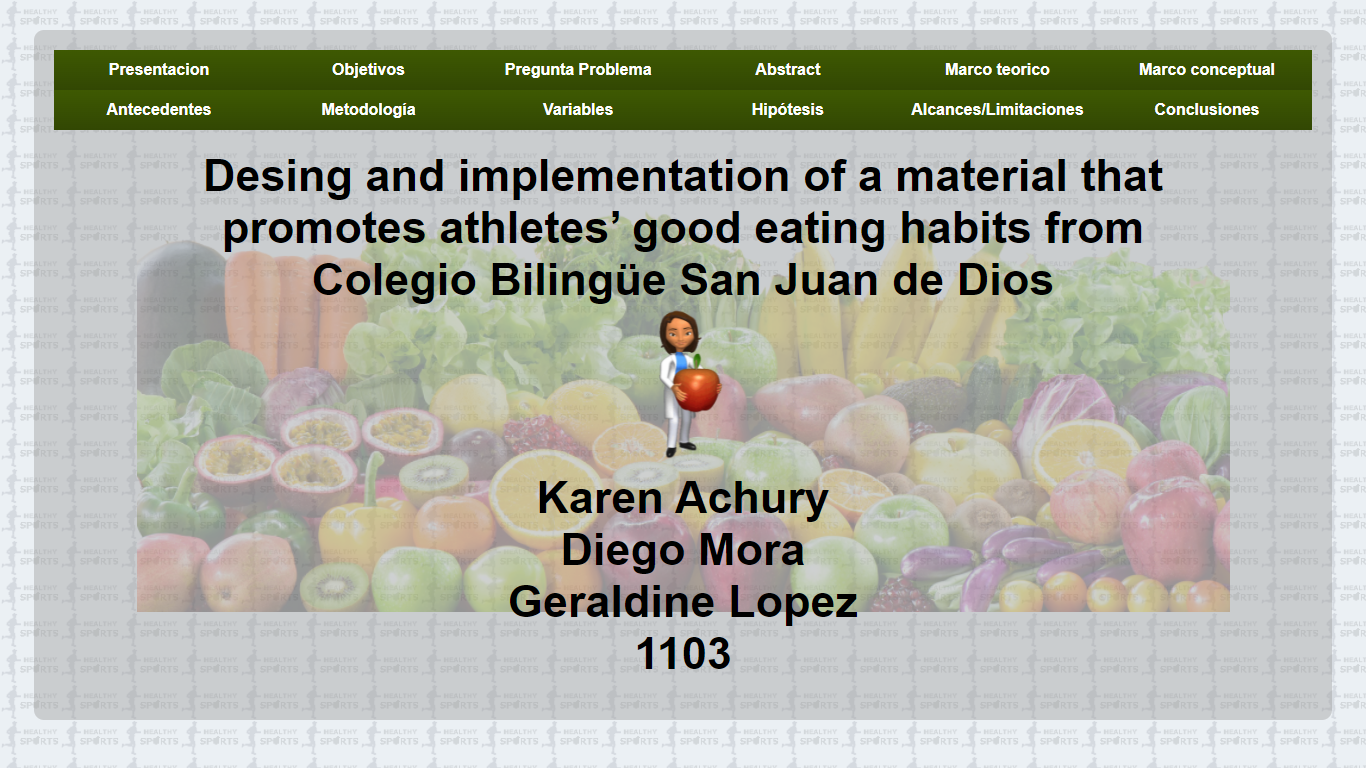 Presentacion Objetivos Pregunta Problema Abstract Marco teorico Marco conceptual
Antecedentes Metodología Variables Hipótesis Alcances/Limitaciones Conclusiones
Desing and implementation of a material that
promotes athletes’ good eating habits from
Colegio Bilingüe San Juan de Dios
Karen Achury
Diego Mora
Geraldine Lopez
1103
HEALTHY
SPORTS